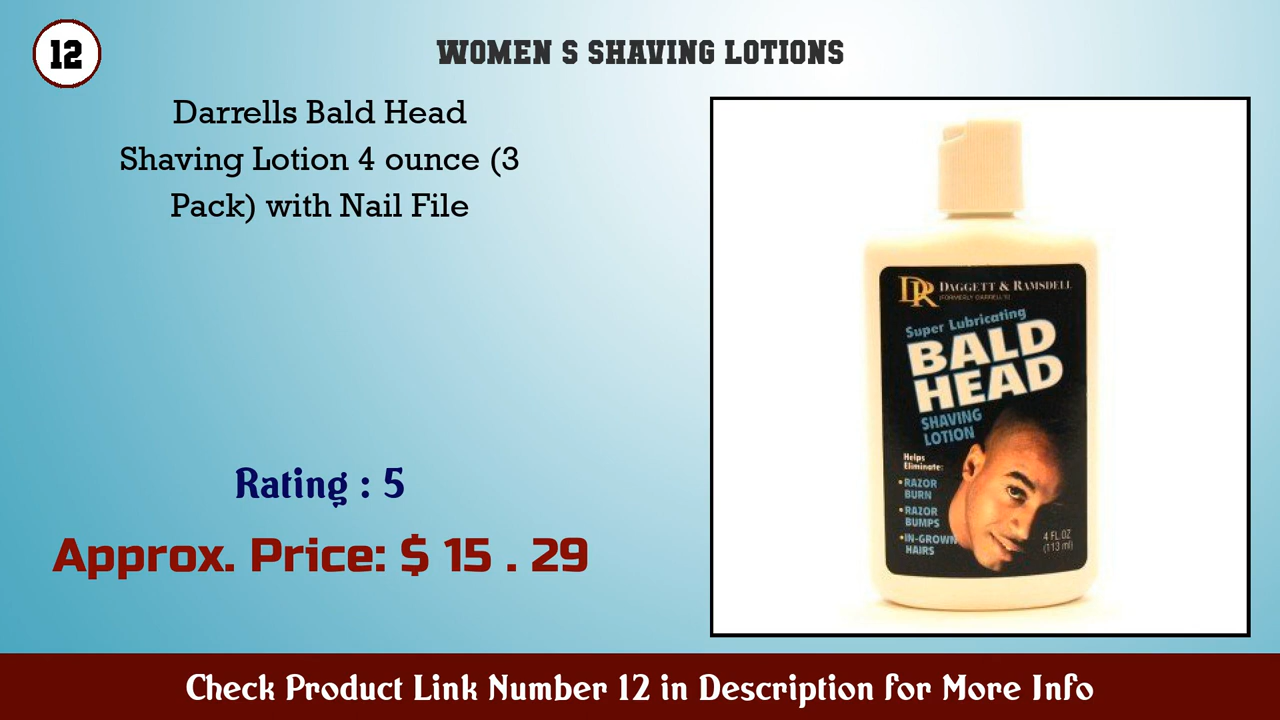 12
WOMEN S SHAVING LOTIONS
Darrells Bald Head
Shaving Lotion 4 ounce (3
Pack) with Nail File
DR DAGGETT & RAMSDELL
(FORMERLY DARRELL'S)
Super Lubricating
BALD
HEAD
SHAVING
LOTION
Helps
Eliminate:
•RAZOR
BURN
•RAZOR
BUMPS
•IN-GROWN
HAIRS
4 FL OZ
(113 ml)
Rating : 5
Approx. Price: $ 15 . 29
Check Product Link Number 12 in Description for More Info